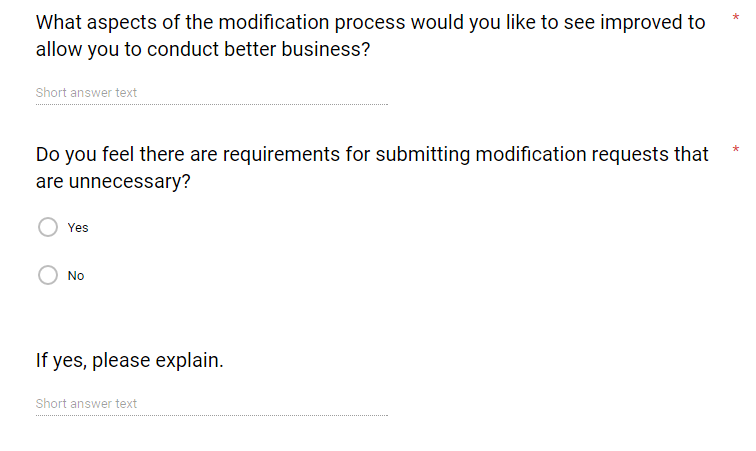 What aspects of the modification process would you like to see improved to *
allow you to conduct better business?
Short answer text
Do you feel there are requirements for submitting modification requests that *
are unnecessary?
Yes
No
If yes, please explain.
Short answer text